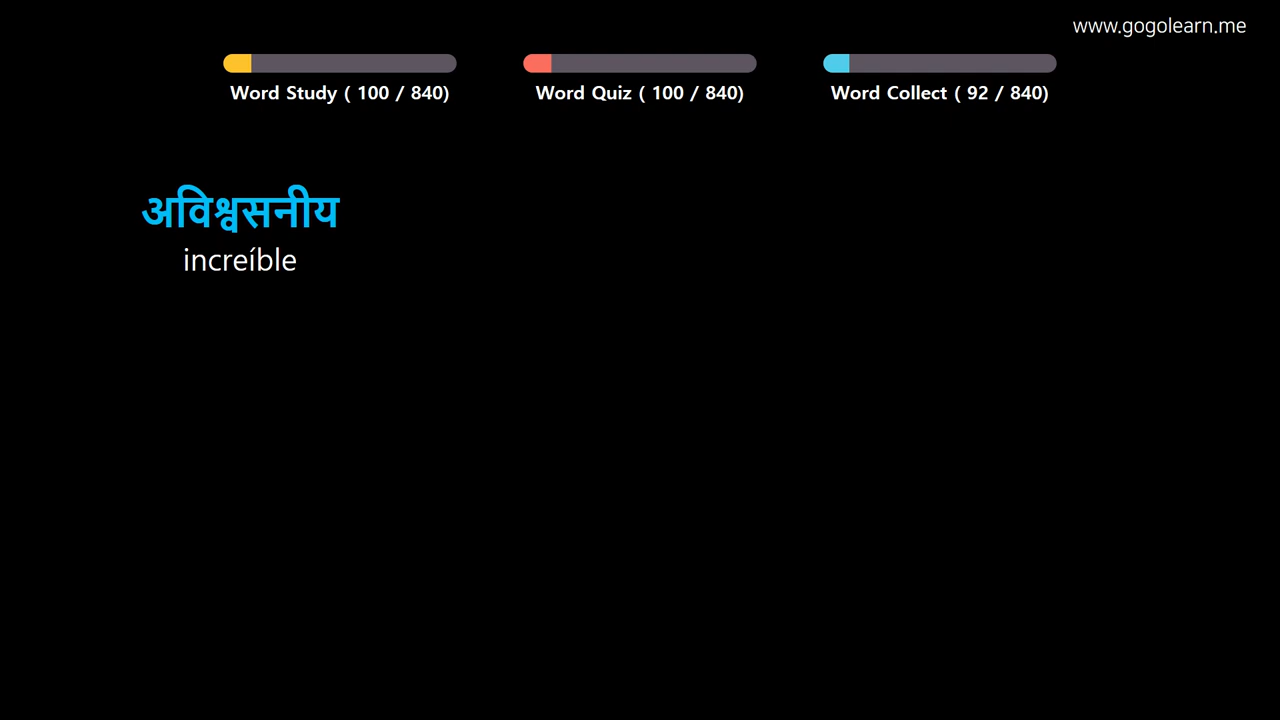 www.gogolearn.me
Word Study ( 100 / 840)
Word Quiz ( 100 / 840)
Word Collect ( 92 / 840)
अविश्वसनीय
increíble